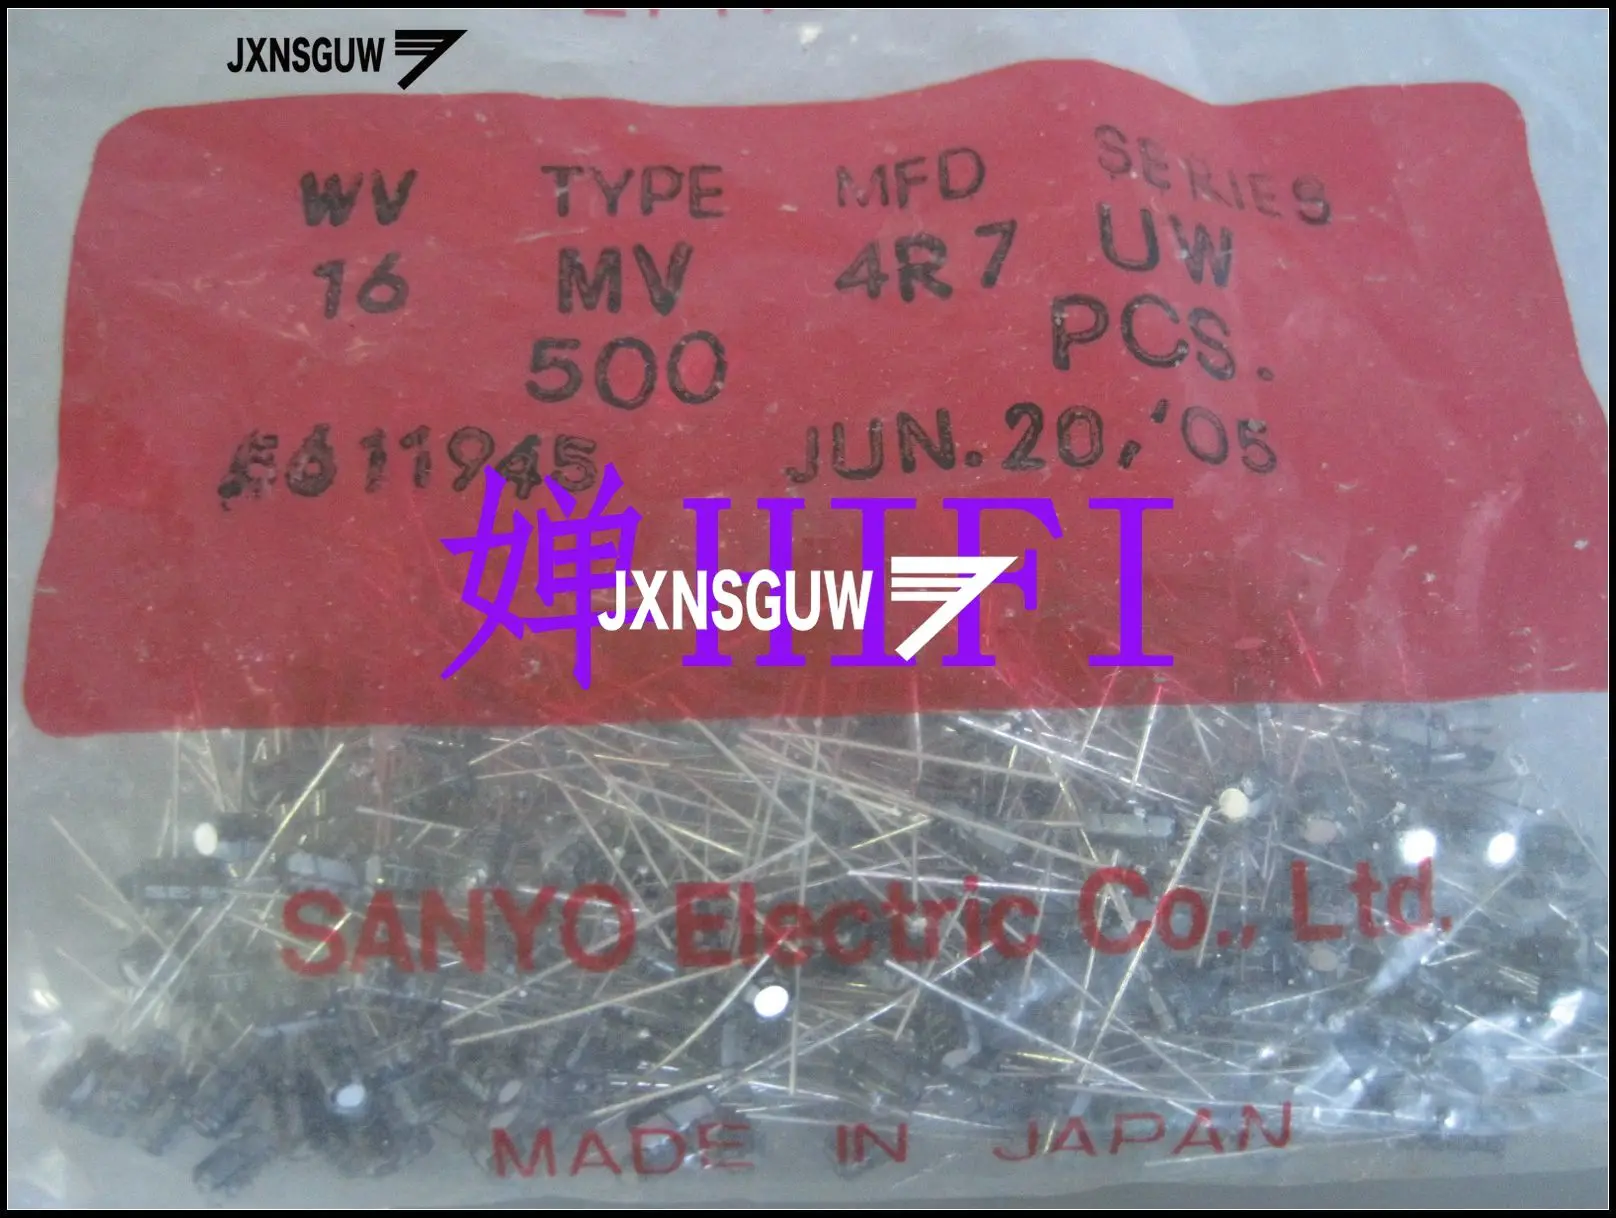 JXNSGUW
WV TYPE MFD SERIES
16 MV 4R7 UW
500 PCS.
E611945 JUN.20,'05
婵HIFI
JXNSGUW
SANYO Electric Co., Ltd.
MADE IN JAPAN